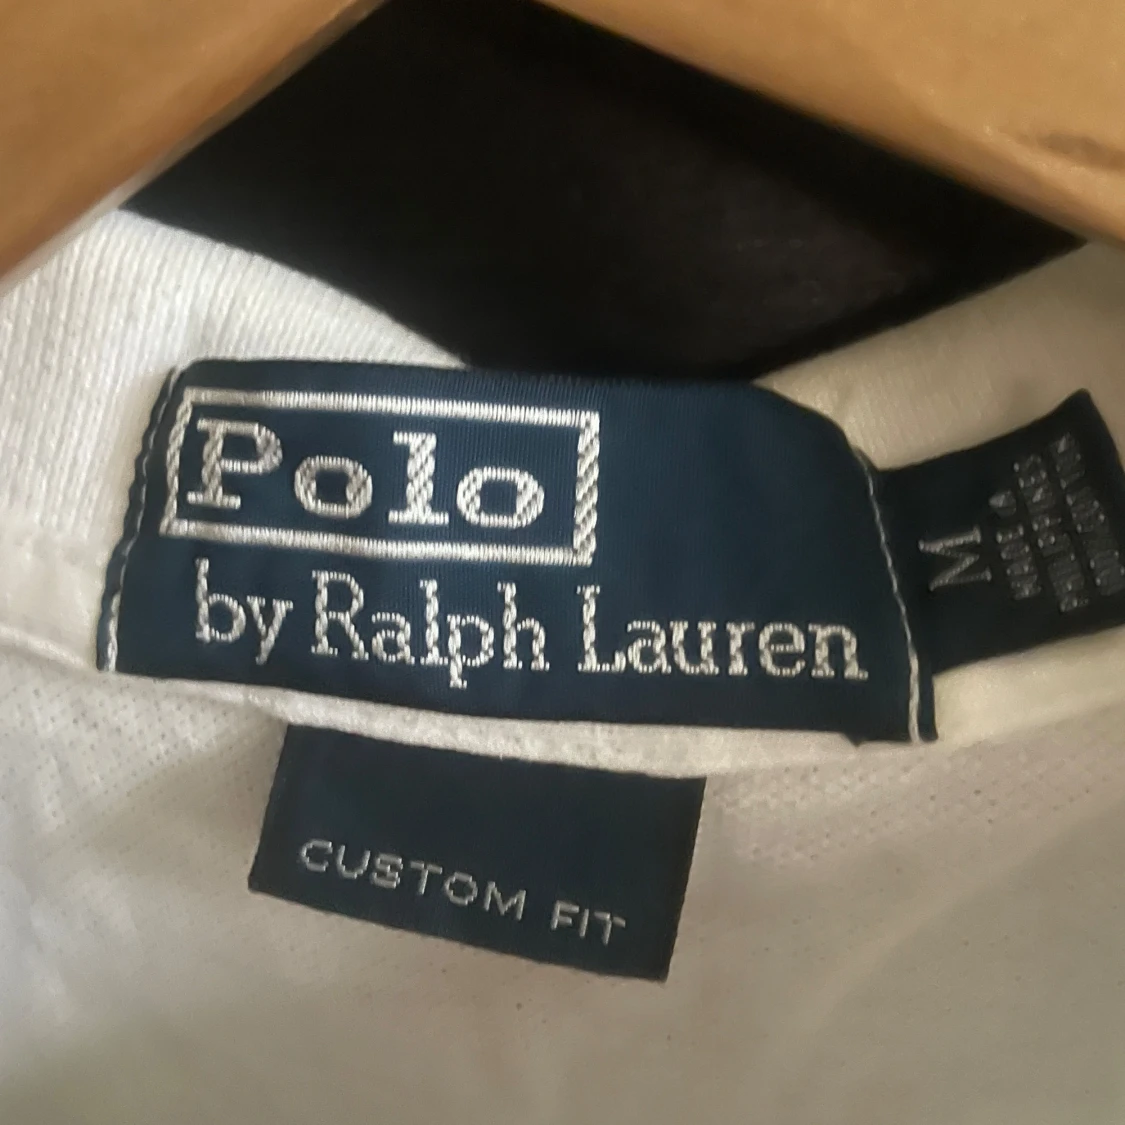 Polo
by Ralph Lauren
M
CUSTOM FIT